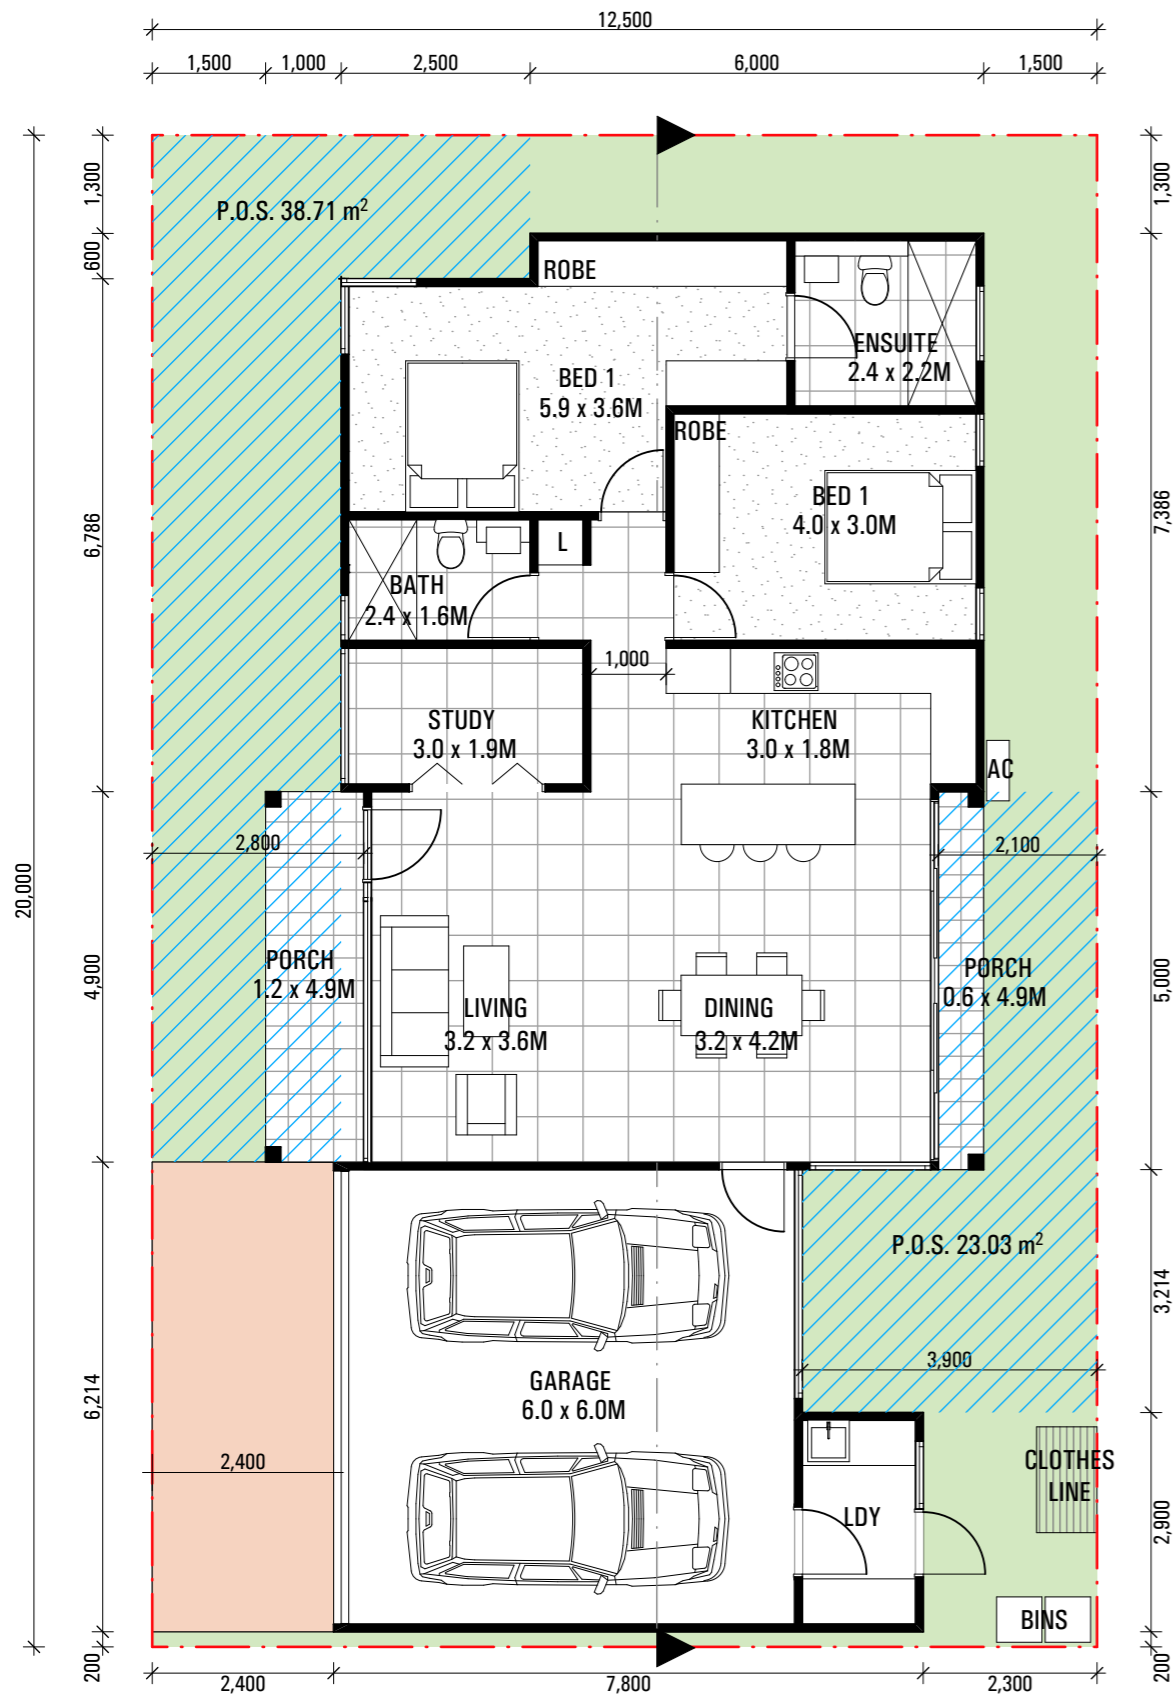 12,500
1,500
1,000
2,500
6,000
1,500
1,300
600
6,786
4,900
6,214
200
20,000
1,300
7,386
5,000
3,214
2,900
200
P.O.S. 38.71 m²
ROBE
ENSUITE
2.4 x 2.2M
BED 1
5.9 x 3.6M
ROBE
BED 1
4.0 x 3.0M
L
BATH
2.4 x 1.6M
1,000
STUDY
3.0 x 1.9M
KITCHEN
3.0 x 1.8M
AC
2,800
2,100
PORCH
1.2 x 4.9M
LIVING
3.2 x 3.6M
DINING
3.2 x 4.2M
PORCH
0.6 x 4.9M
P.O.S. 23.03 m²
3,900
GARAGE
6.0 x 6.0M
2,400
CLOTHES
LINE
LDY
BINS
2,400
7,800
2,300